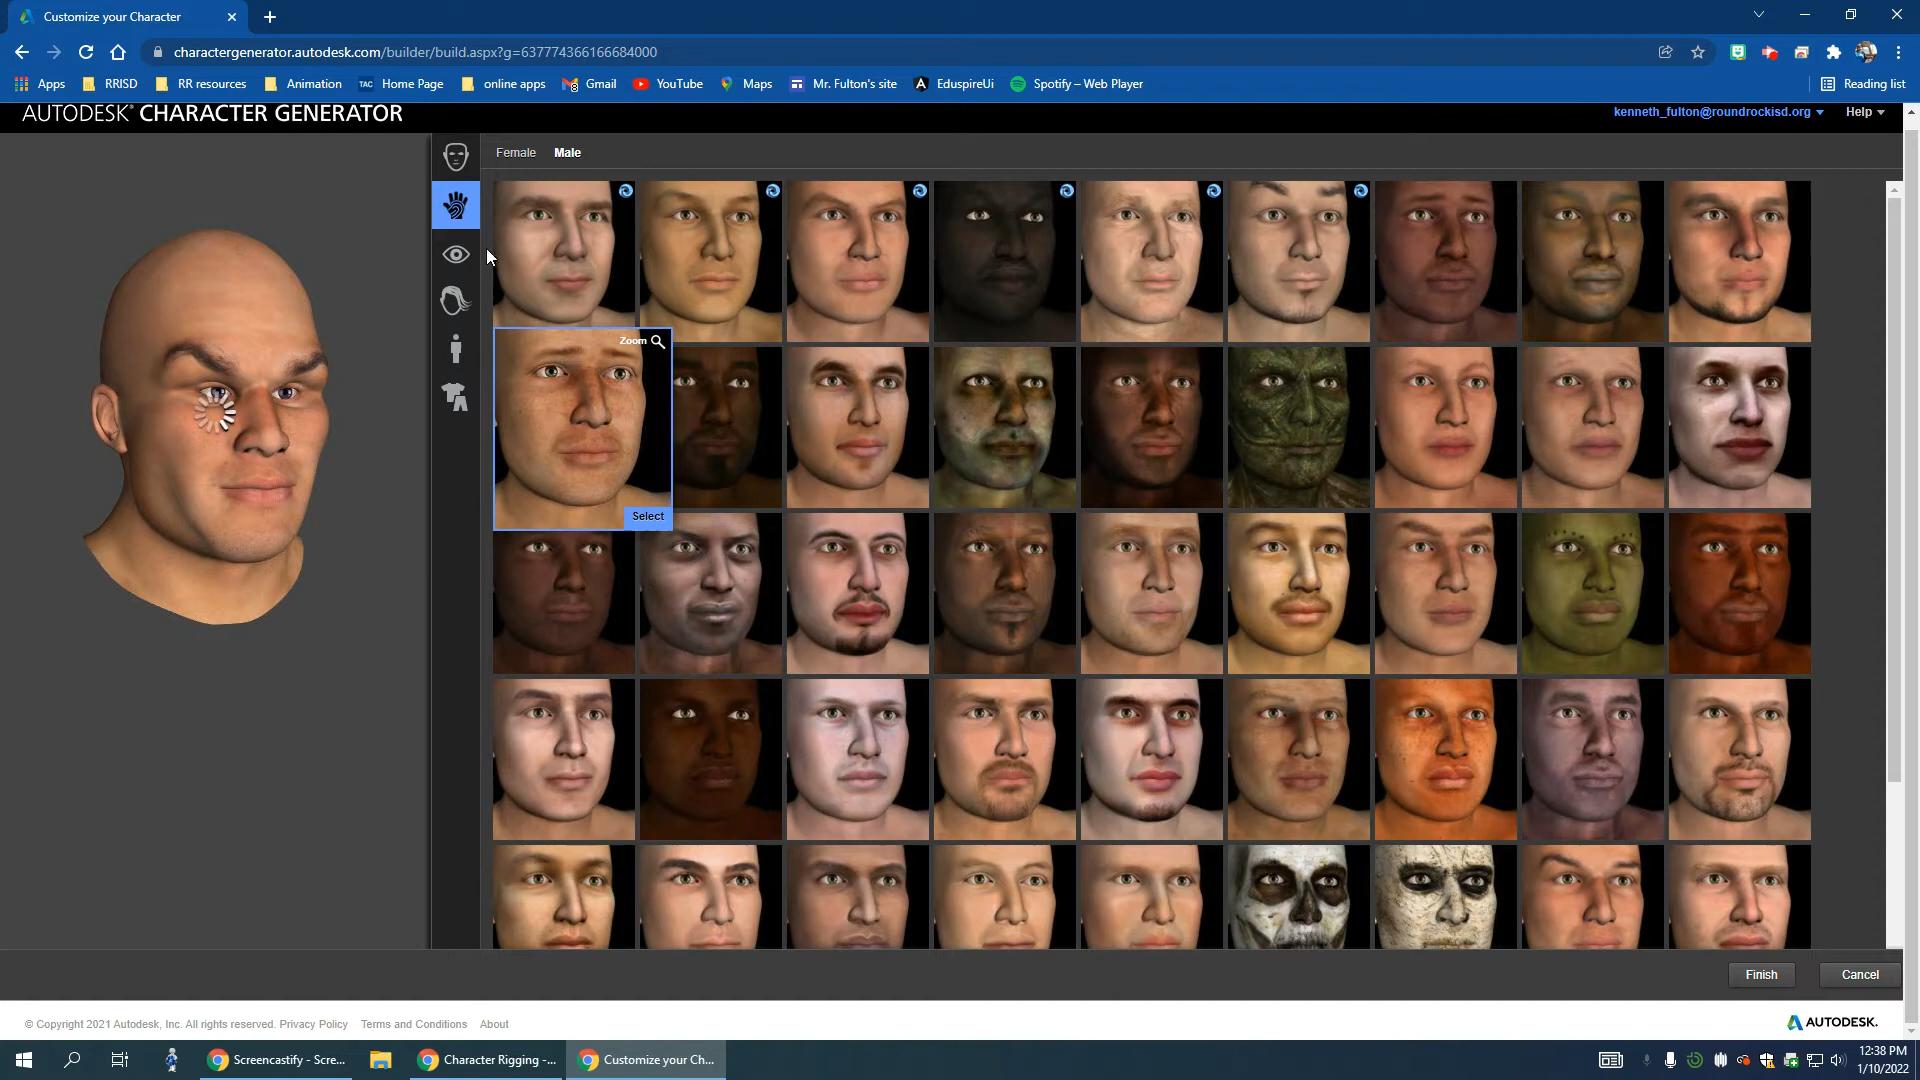 Customize your Character
charactergenerator.autodesk.com/builder/build.aspx?g=637774366166684000
Apps RRISD RR resources Animation TAC Home Page online apps Gmail YouTube Maps Mr. Fulton's site EduspireUi Spotify – Web Player Reading list
AUTODESK® CHARACTER GENERATOR
kenneth_fulton@roundrockisd.org Help
Female Male
Zoom
Select
Finish Cancel
© Copyright 2021 Autodesk, Inc. All rights reserved. Privacy Policy Terms and Conditions About
AUTODESK.
Screencastify - Scre...
Character Rigging -...
Customize your Ch...
12:38 PM
1/10/2022